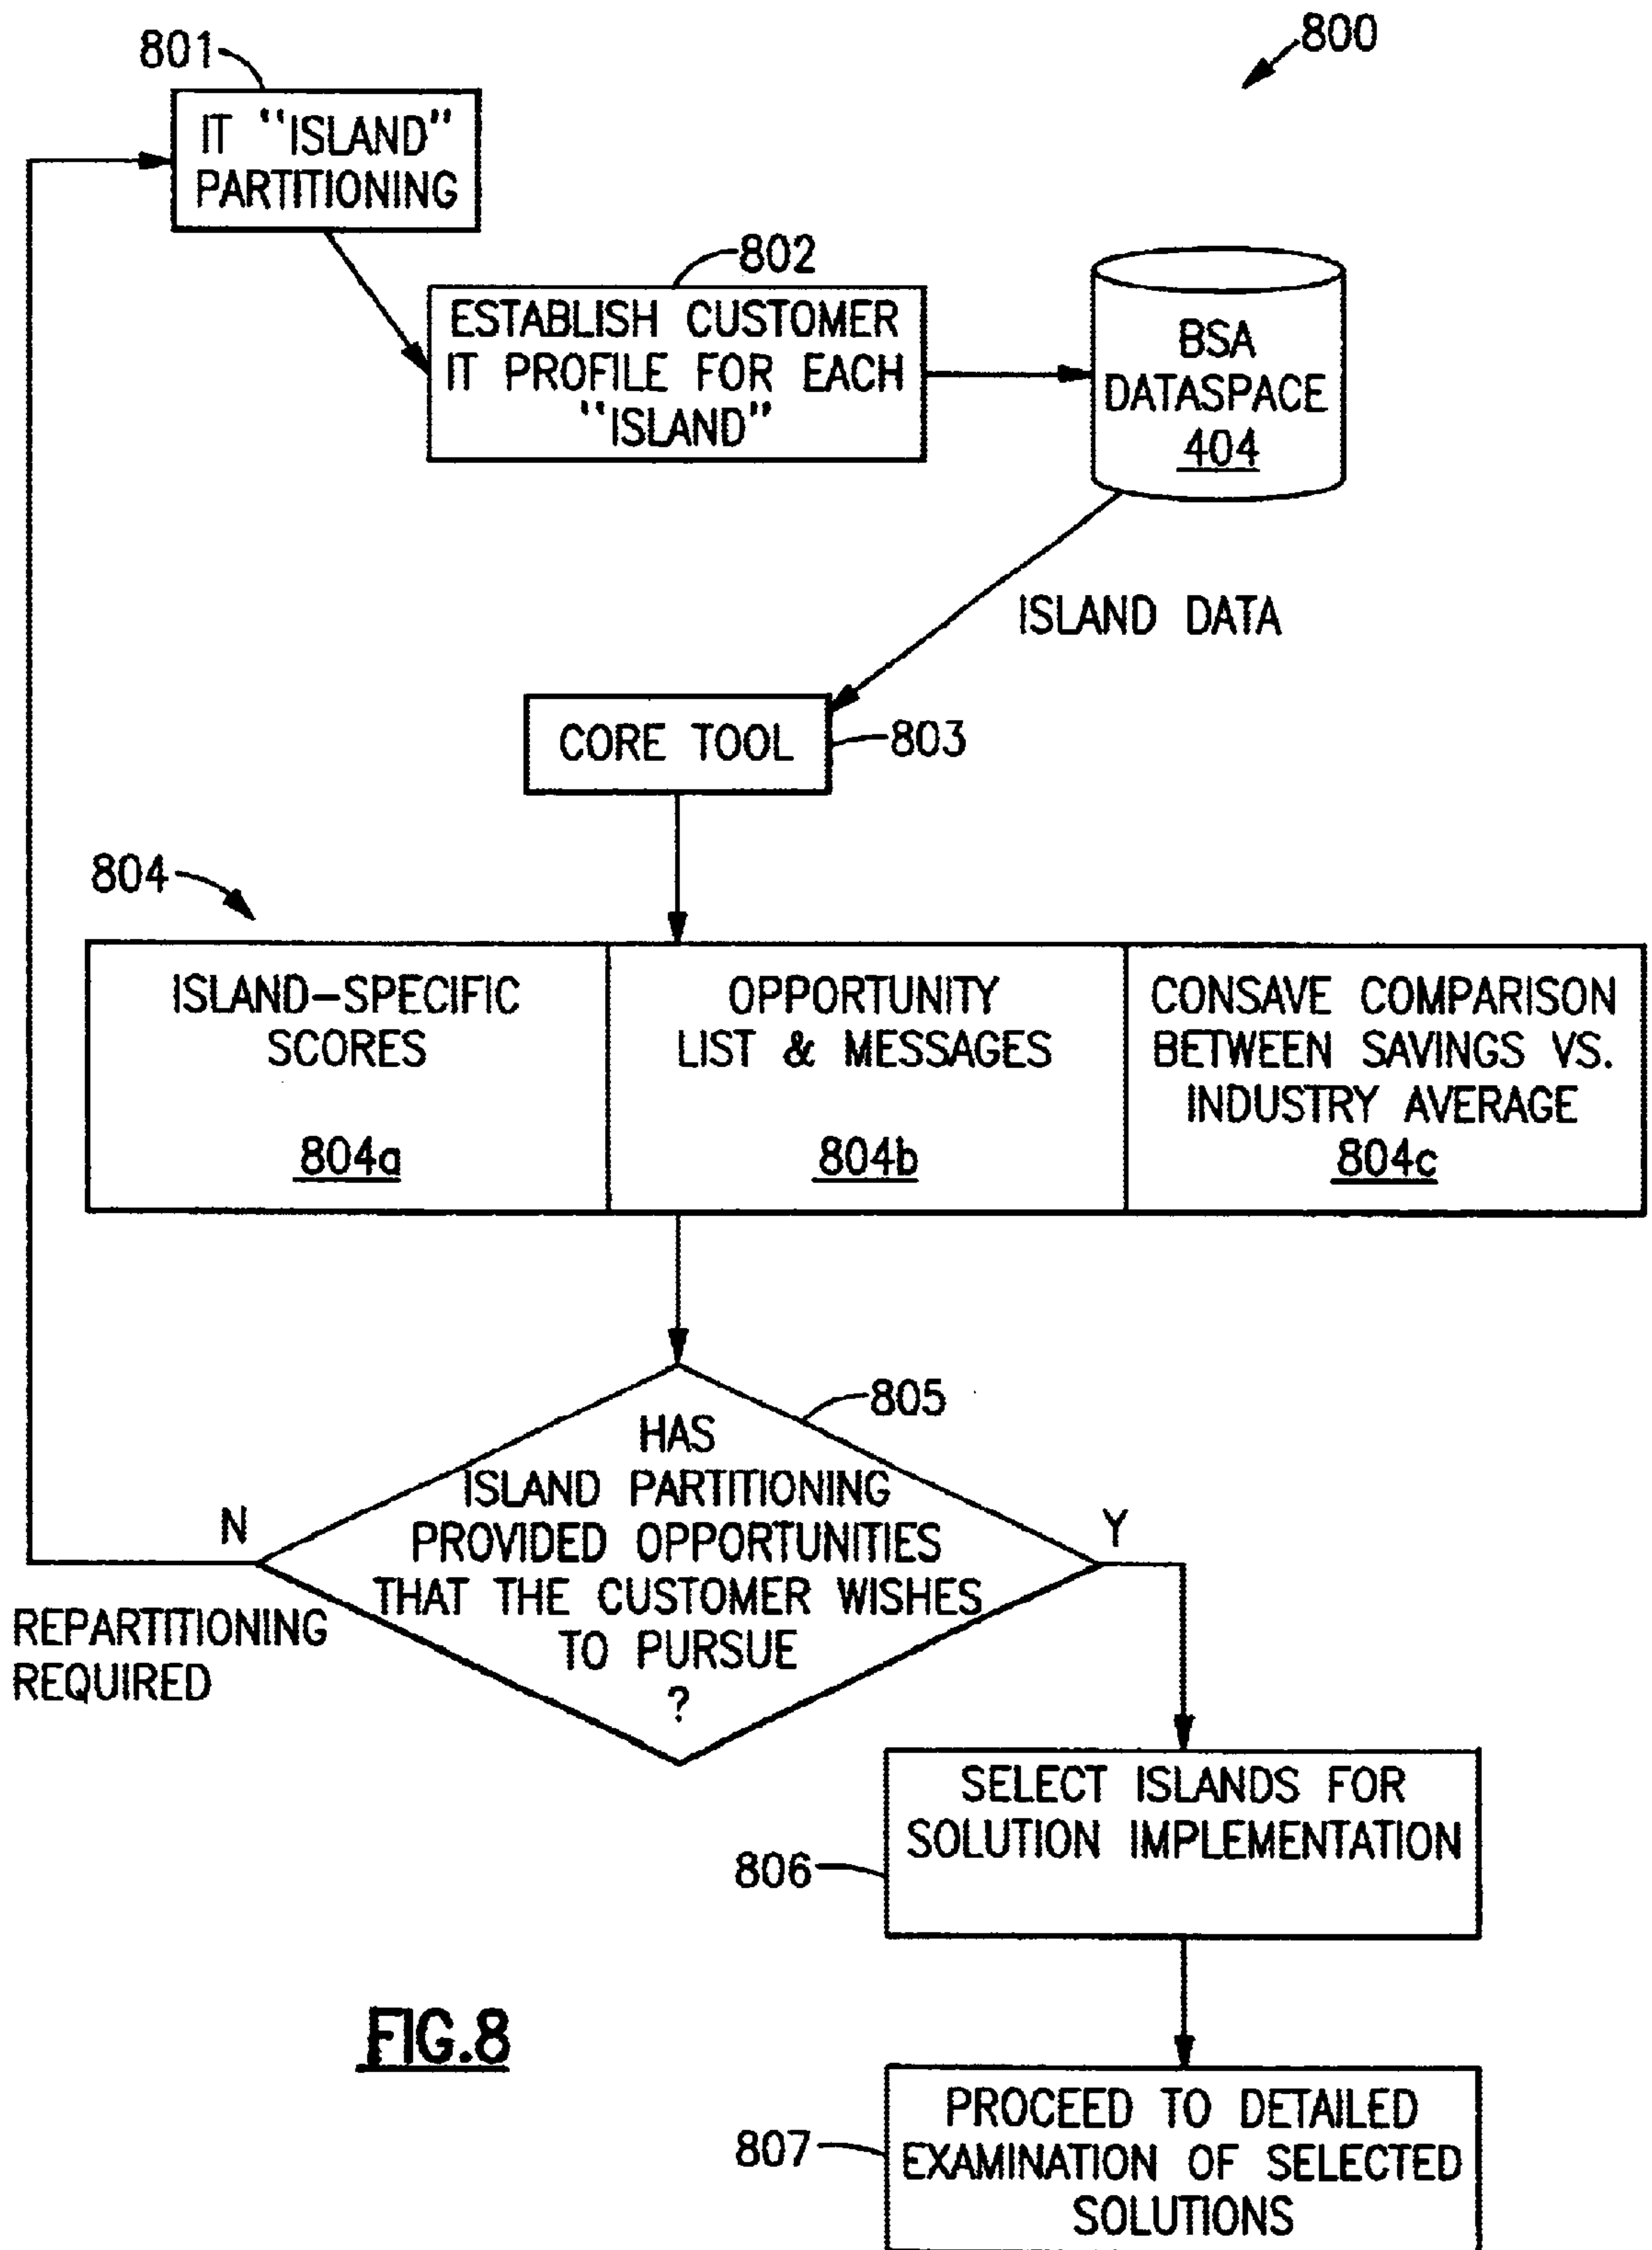 800
801
IT "ISLAND"
PARTITIONING
802
ESTABLISH CUSTOMER
IT PROFILE FOR EACH
"ISLAND"
BSA
DATASPACE
404
ISLAND DATA
CORE TOOL
803
804
ISLAND-SPECIFIC
SCORES
804a
OPPORTUNITY
LIST & MESSAGES
804b
CONSAVE COMPARISON
BETWEEN SAVINGS VS.
INDUSTRY AVERAGE
804c
805
HAS
ISLAND PARTITIONING
PROVIDED OPPORTUNITIES
THAT THE CUSTOMER WISHES
TO PURSUE
?
N
Y
REPARTITIONING
REQUIRED
SELECT ISLANDS FOR
SOLUTION IMPLEMENTATION
806
PROCEED TO DETAILED
EXAMINATION OF SELECTED
SOLUTIONS
807
FIG.8